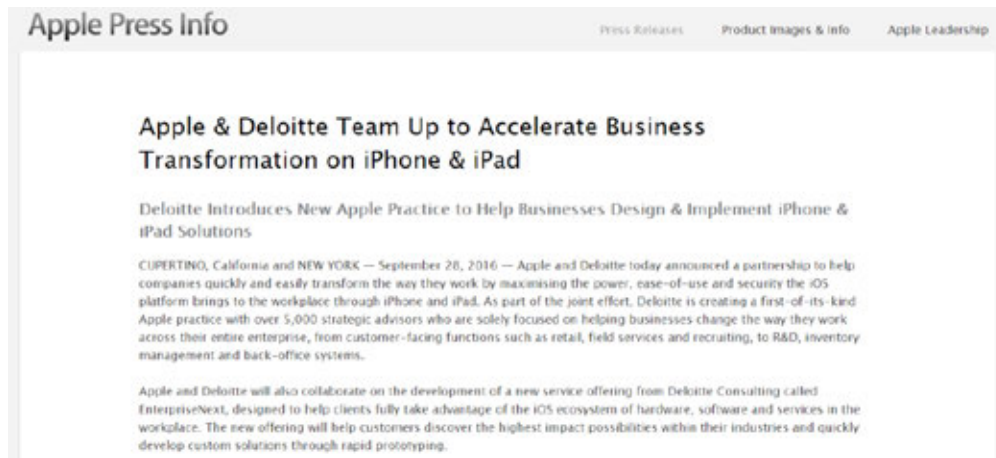 Apple Press Info
Press Releases Product Images & Info Apple Leadership
Apple & Deloitte Team Up to Accelerate Business
Transformation on iPhone & iPad
Deloitte Introduces New Apple Practice to Help Businesses Design & Implement iPhone &
iPad Solutions
CUPERTINO, California and NEW YORK — September 28, 2016 — Apple and Deloitte today announced a partnership to help
companies quickly and easily transform the way they work by maximising the power, ease-of-use and security the iOS
platform brings to the workplace through iPhone and iPad. As part of the joint effort, Deloitte is creating a first-of-its-kind
Apple practice with over 5,000 strategic advisors who are solely focused on helping businesses change the way they work
across their entire enterprise, from customer-facing functions such as retail, field services and recruiting, to R&D, inventory
management and back-office systems.
Apple and Deloitte will also collaborate on the development of a new service offering from Deloitte Consulting called
EnterpriseNext, designed to help clients fully take advantage of the iOS ecosystem of hardware, software and services in the
workplace. The new offering will help customers discover the highest impact possibilities within their industries and quickly
develop custom solutions through rapid prototyping.